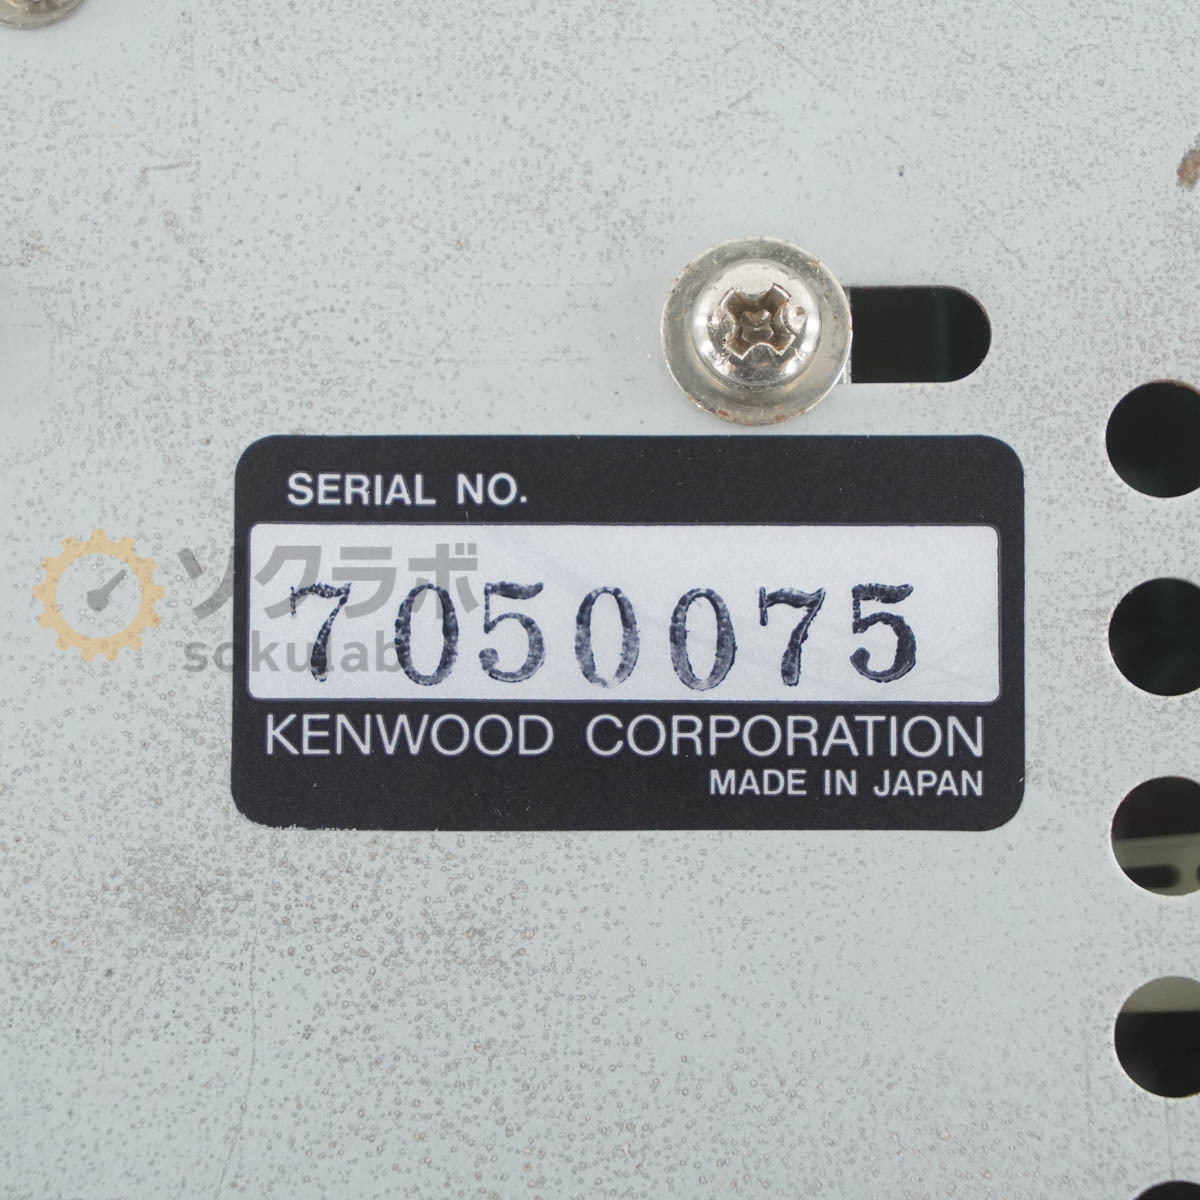 SERIAL NO.
ソクラボ
7050075
sokulab
KENWOOD CORPORATION
MADE IN JAPAN